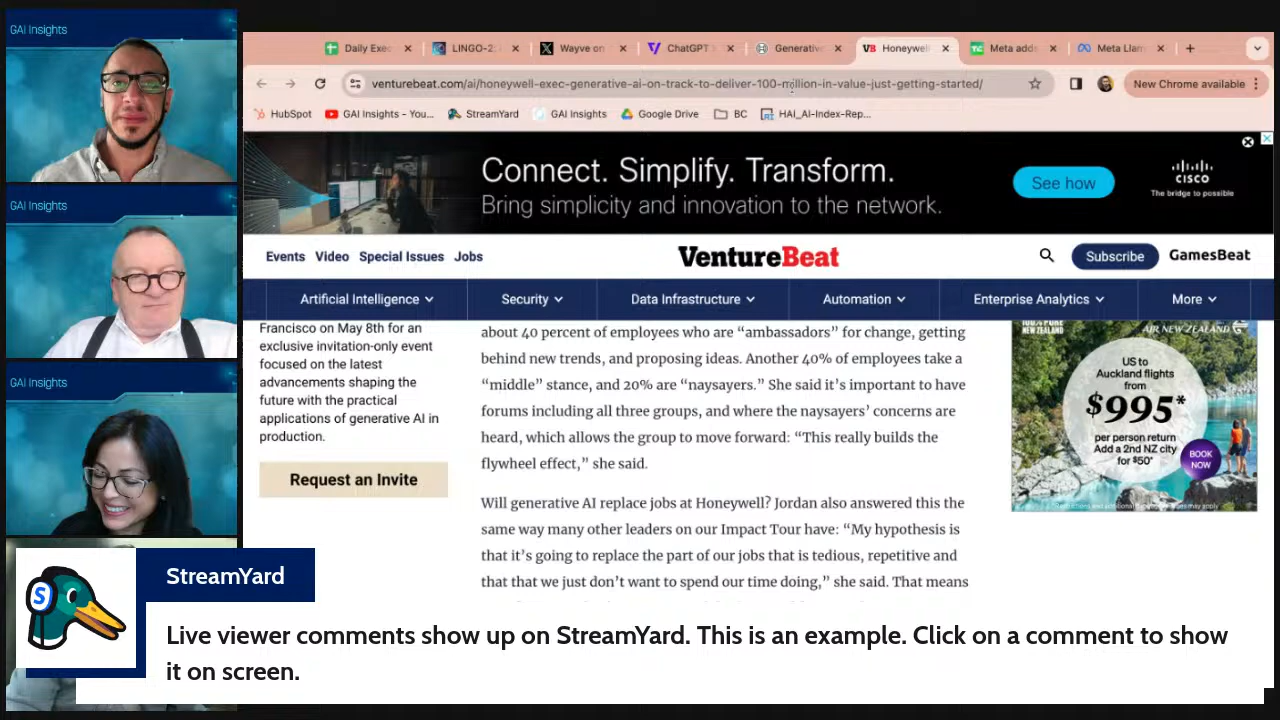 GAI Insights
GAI Insights
GAI Insights
Daily Exec
LINGO-2:
Wayve on
ChatGPT
Generative
VB Honeywell
TC Meta adds
Meta Llam
venturebeat.com/ai/honeywell-exec-generative-ai-on-track-to-deliver-100-million-in-value-just-getting-started/
New Chrome available
HubSpot
GAI Insights - You...
StreamYard
GAI Insights
Google Drive
BC
HAI_AI-Index-Rep...
Connect. Simplify. Transform.
Bring simplicity and innovation to the network.
See how
CISCO
The bridge to possible
Events Video Special Issues Jobs
VentureBeat
Subscribe
GamesBeat
Artificial Intelligence
Security
Data Infrastructure
Automation
Enterprise Analytics
More
Francisco on May 8th for an
exclusive invitation-only event
focused on the latest
advancements shaping the
future with the practical
applications of generative AI in
production.
Request an Invite
about 40 percent of employees who are “ambassadors” for change, getting
behind new trends, and proposing ideas. Another 40% of employees take a
“middle” stance, and 20% are “naysayers.” She said it’s important to have
forums including all three groups, and where the naysayers’ concerns are
heard, which allows the group to move forward: “This really builds the
flywheel effect,” she said.
Will generative AI replace jobs at Honeywell? Jordan also answered this the
same way many other leaders on our Impact Tour have: “My hypothesis is
that it’s going to replace the part of our jobs that is tedious, repetitive and
that that we just don’t want to spend our time doing,” she said. That means
100% PURE
NEW ZEALAND
AIR NEW ZEALAND
US to
Auckland flights
from
$995*
per person return
Add a 2nd NZ city
for $50*
BOOK
NOW
S
StreamYard
Live viewer comments show up on StreamYard. This is an example. Click on a comment to show
it on screen.